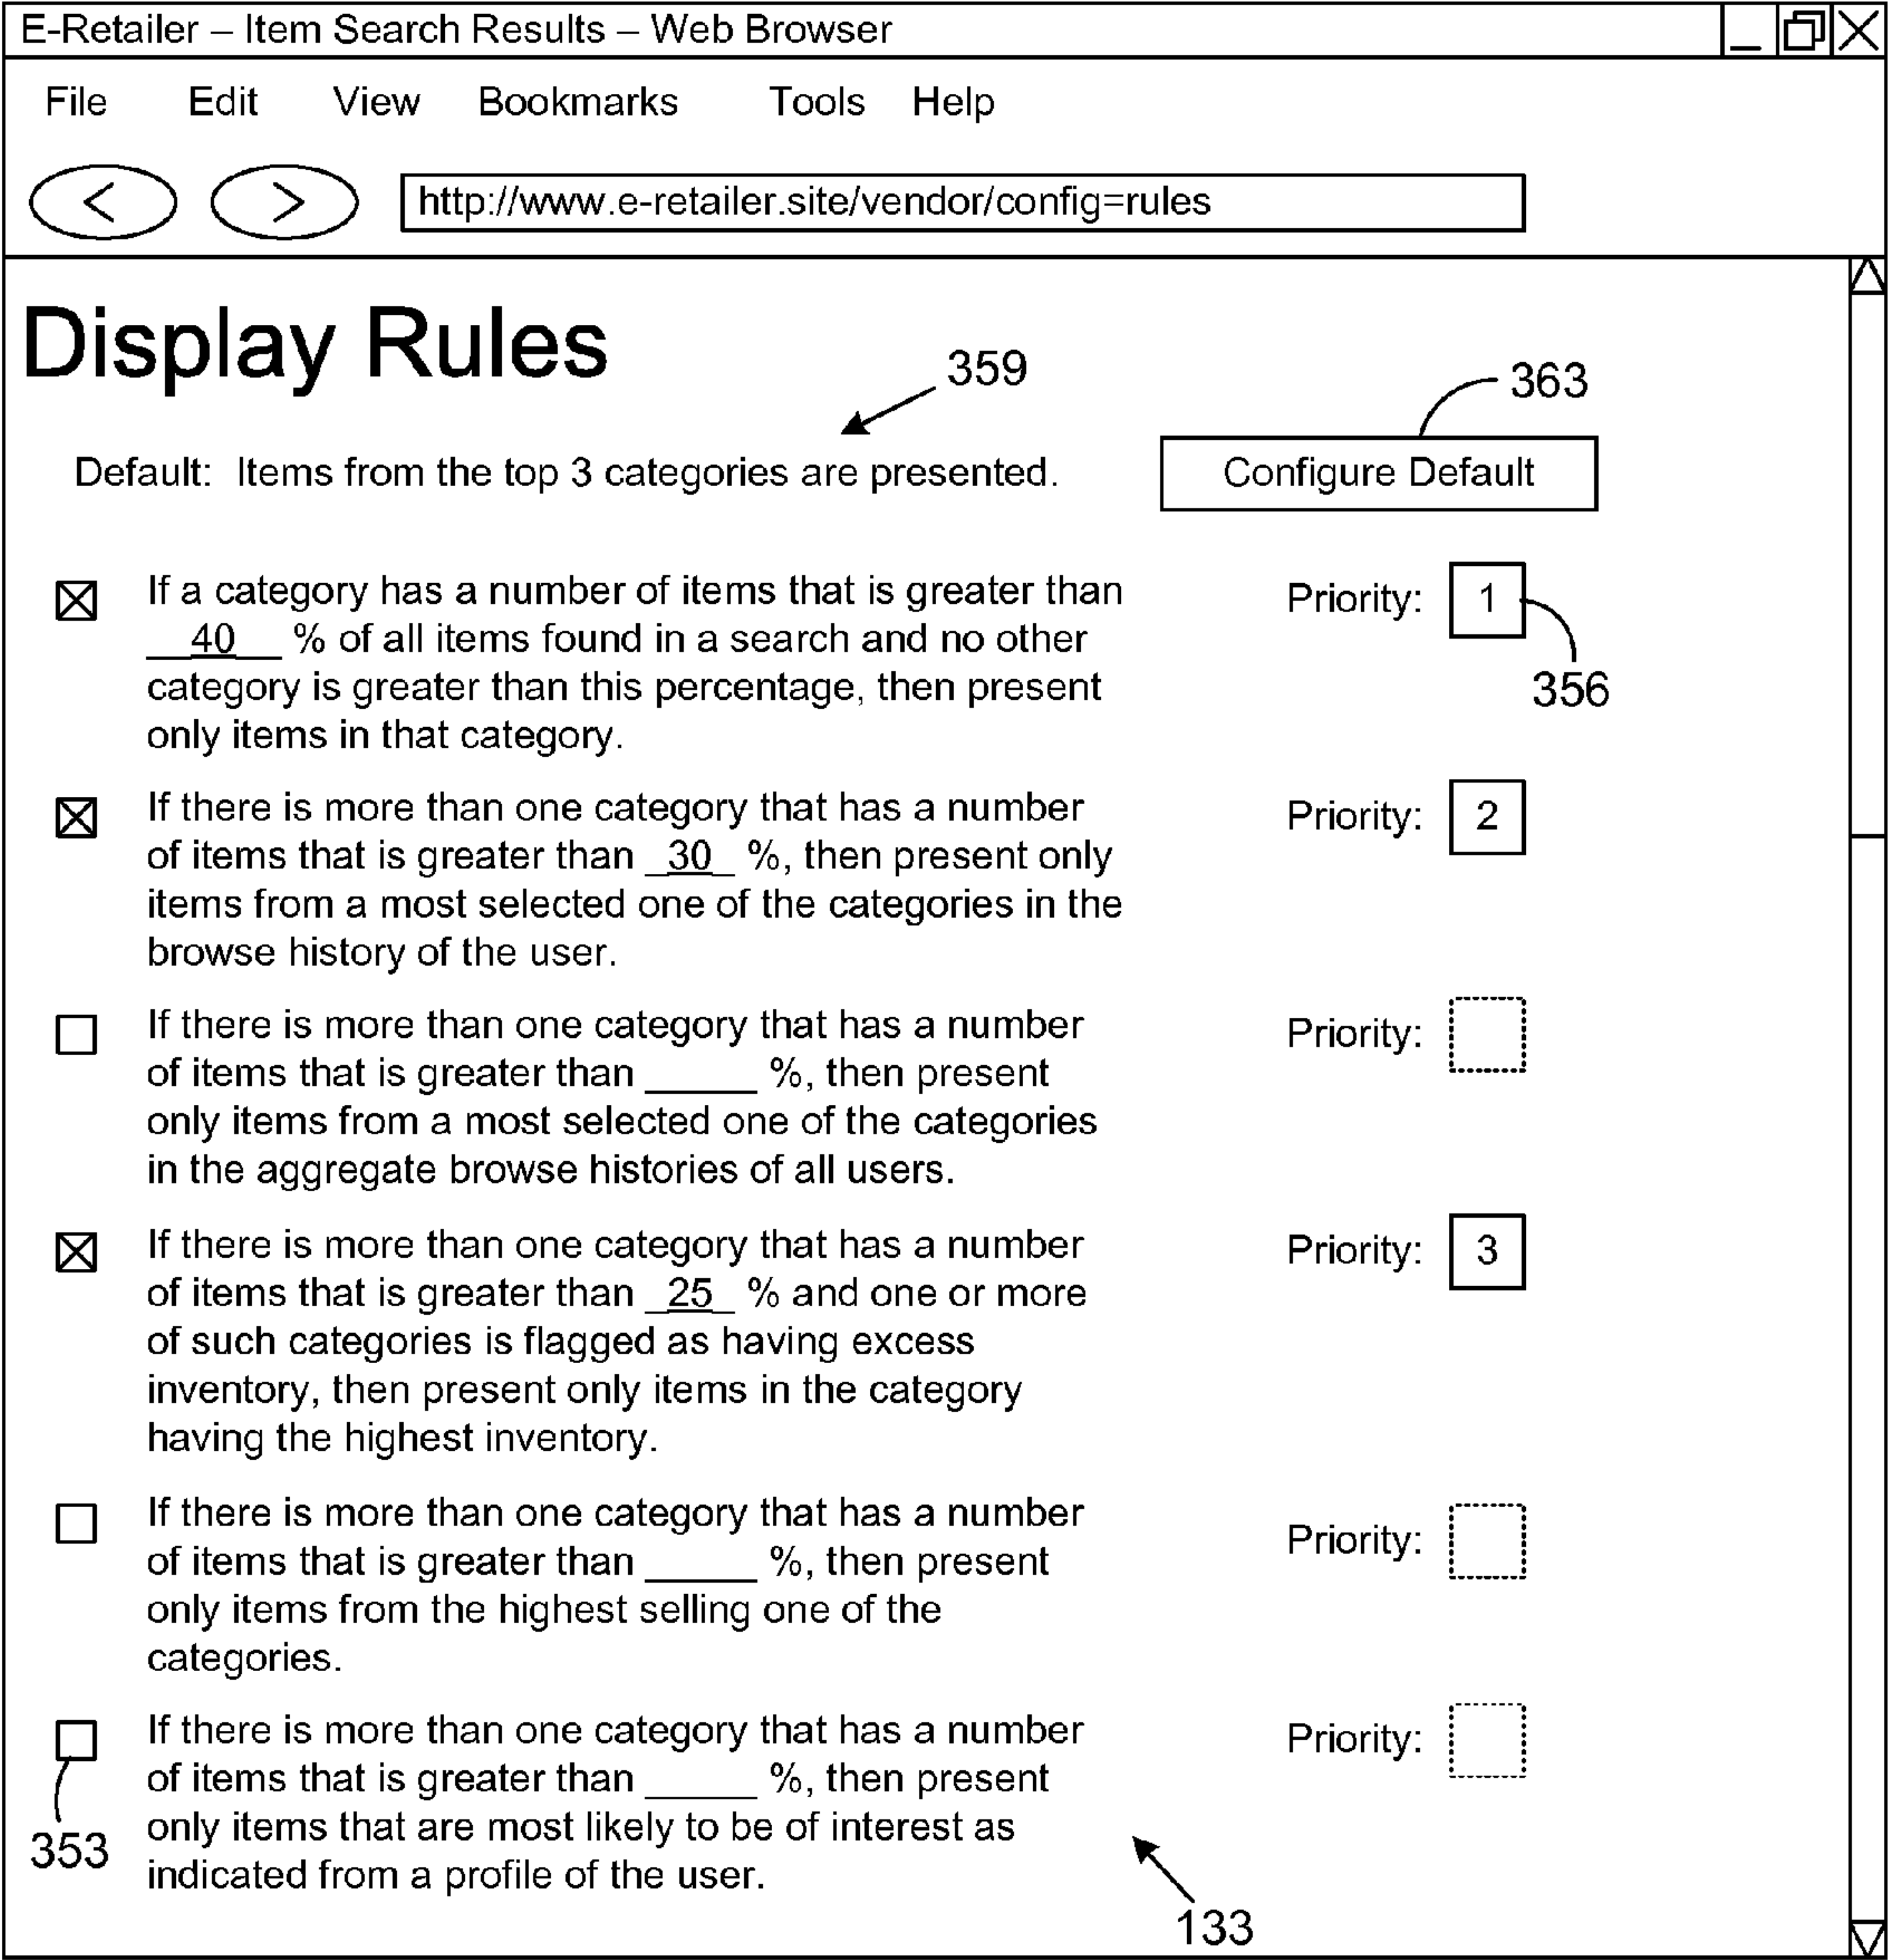 E-Retailer – Item Search Results – Web Browser
File Edit View Bookmarks Tools Help
< > http://www.e-retailer.site/vendor/config=rules
Display Rules
359
363
Default: Items from the top 3 categories are presented.
Configure Default
If a category has a number of items that is greater than
__40__ % of all items found in a search and no other
category is greater than this percentage, then present
only items in that category.
Priority: 1
356
If there is more than one category that has a number
of items that is greater than _30_ %, then present only
items from a most selected one of the categories in the
browse history of the user.
Priority: 2
If there is more than one category that has a number
of items that is greater than _____ %, then present
only items from a most selected one of the categories
in the aggregate browse histories of all users.
Priority:
If there is more than one category that has a number
of items that is greater than _25_ % and one or more
of such categories is flagged as having excess
inventory, then present only items in the category
having the highest inventory.
Priority: 3
If there is more than one category that has a number
of items that is greater than _____ %, then present
only items from the highest selling one of the
categories.
Priority:
If there is more than one category that has a number
of items that is greater than _____ %, then present
only items that are most likely to be of interest as
indicated from a profile of the user.
Priority:
353
133